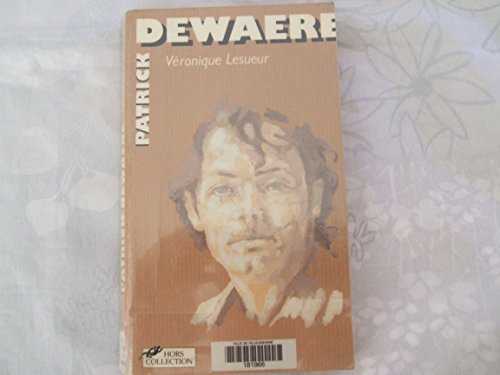 PATRICK
DEWAERE
Véronique Lesueur
HORS
COLLECTION
181966